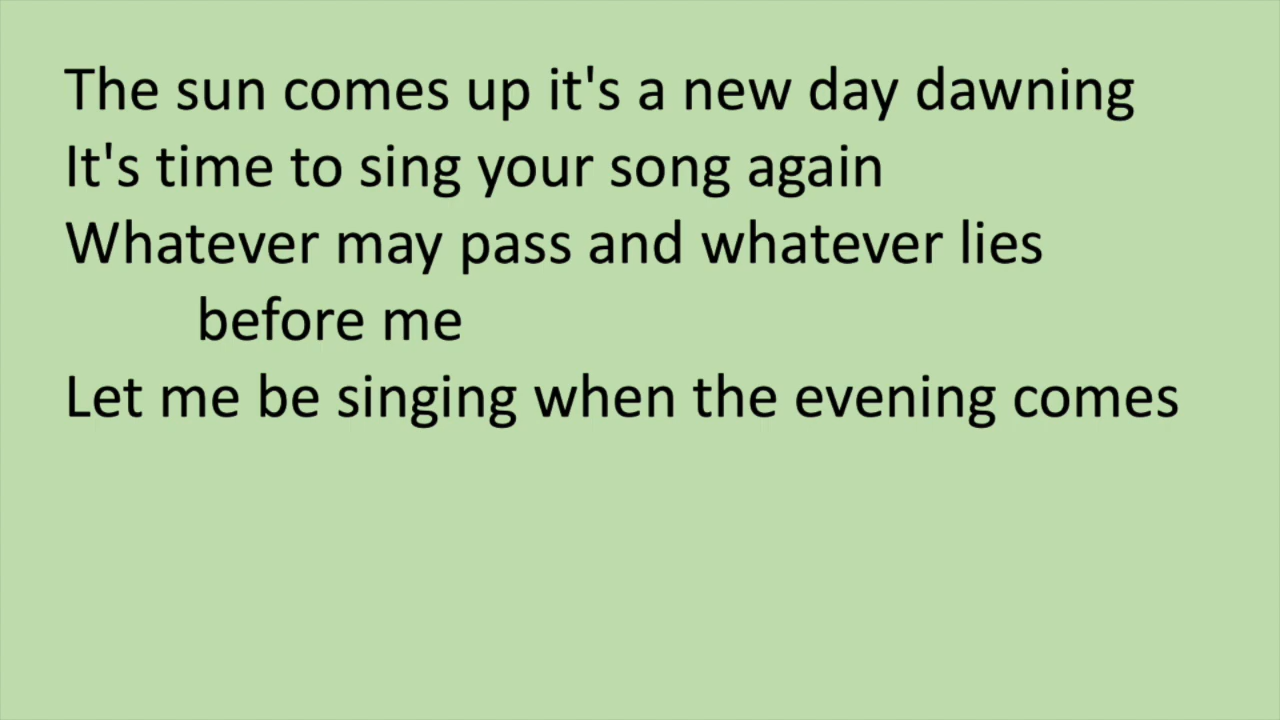 The sun comes up it's a new day dawning
It's time to sing your song again
Whatever may pass and whatever lies
before me
Let me be singing when the evening comes